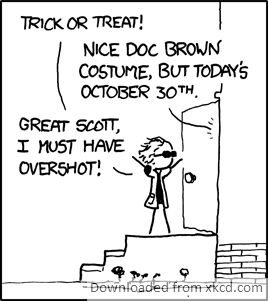 TRICK OR TREAT!
NICE DOC BROWN
COSTUME, BUT TODAY'S
OCTOBER 30TH.
GREAT SCOTT,
I MUST HAVE
OVERSHOT!
Downloaded from xkcd.com